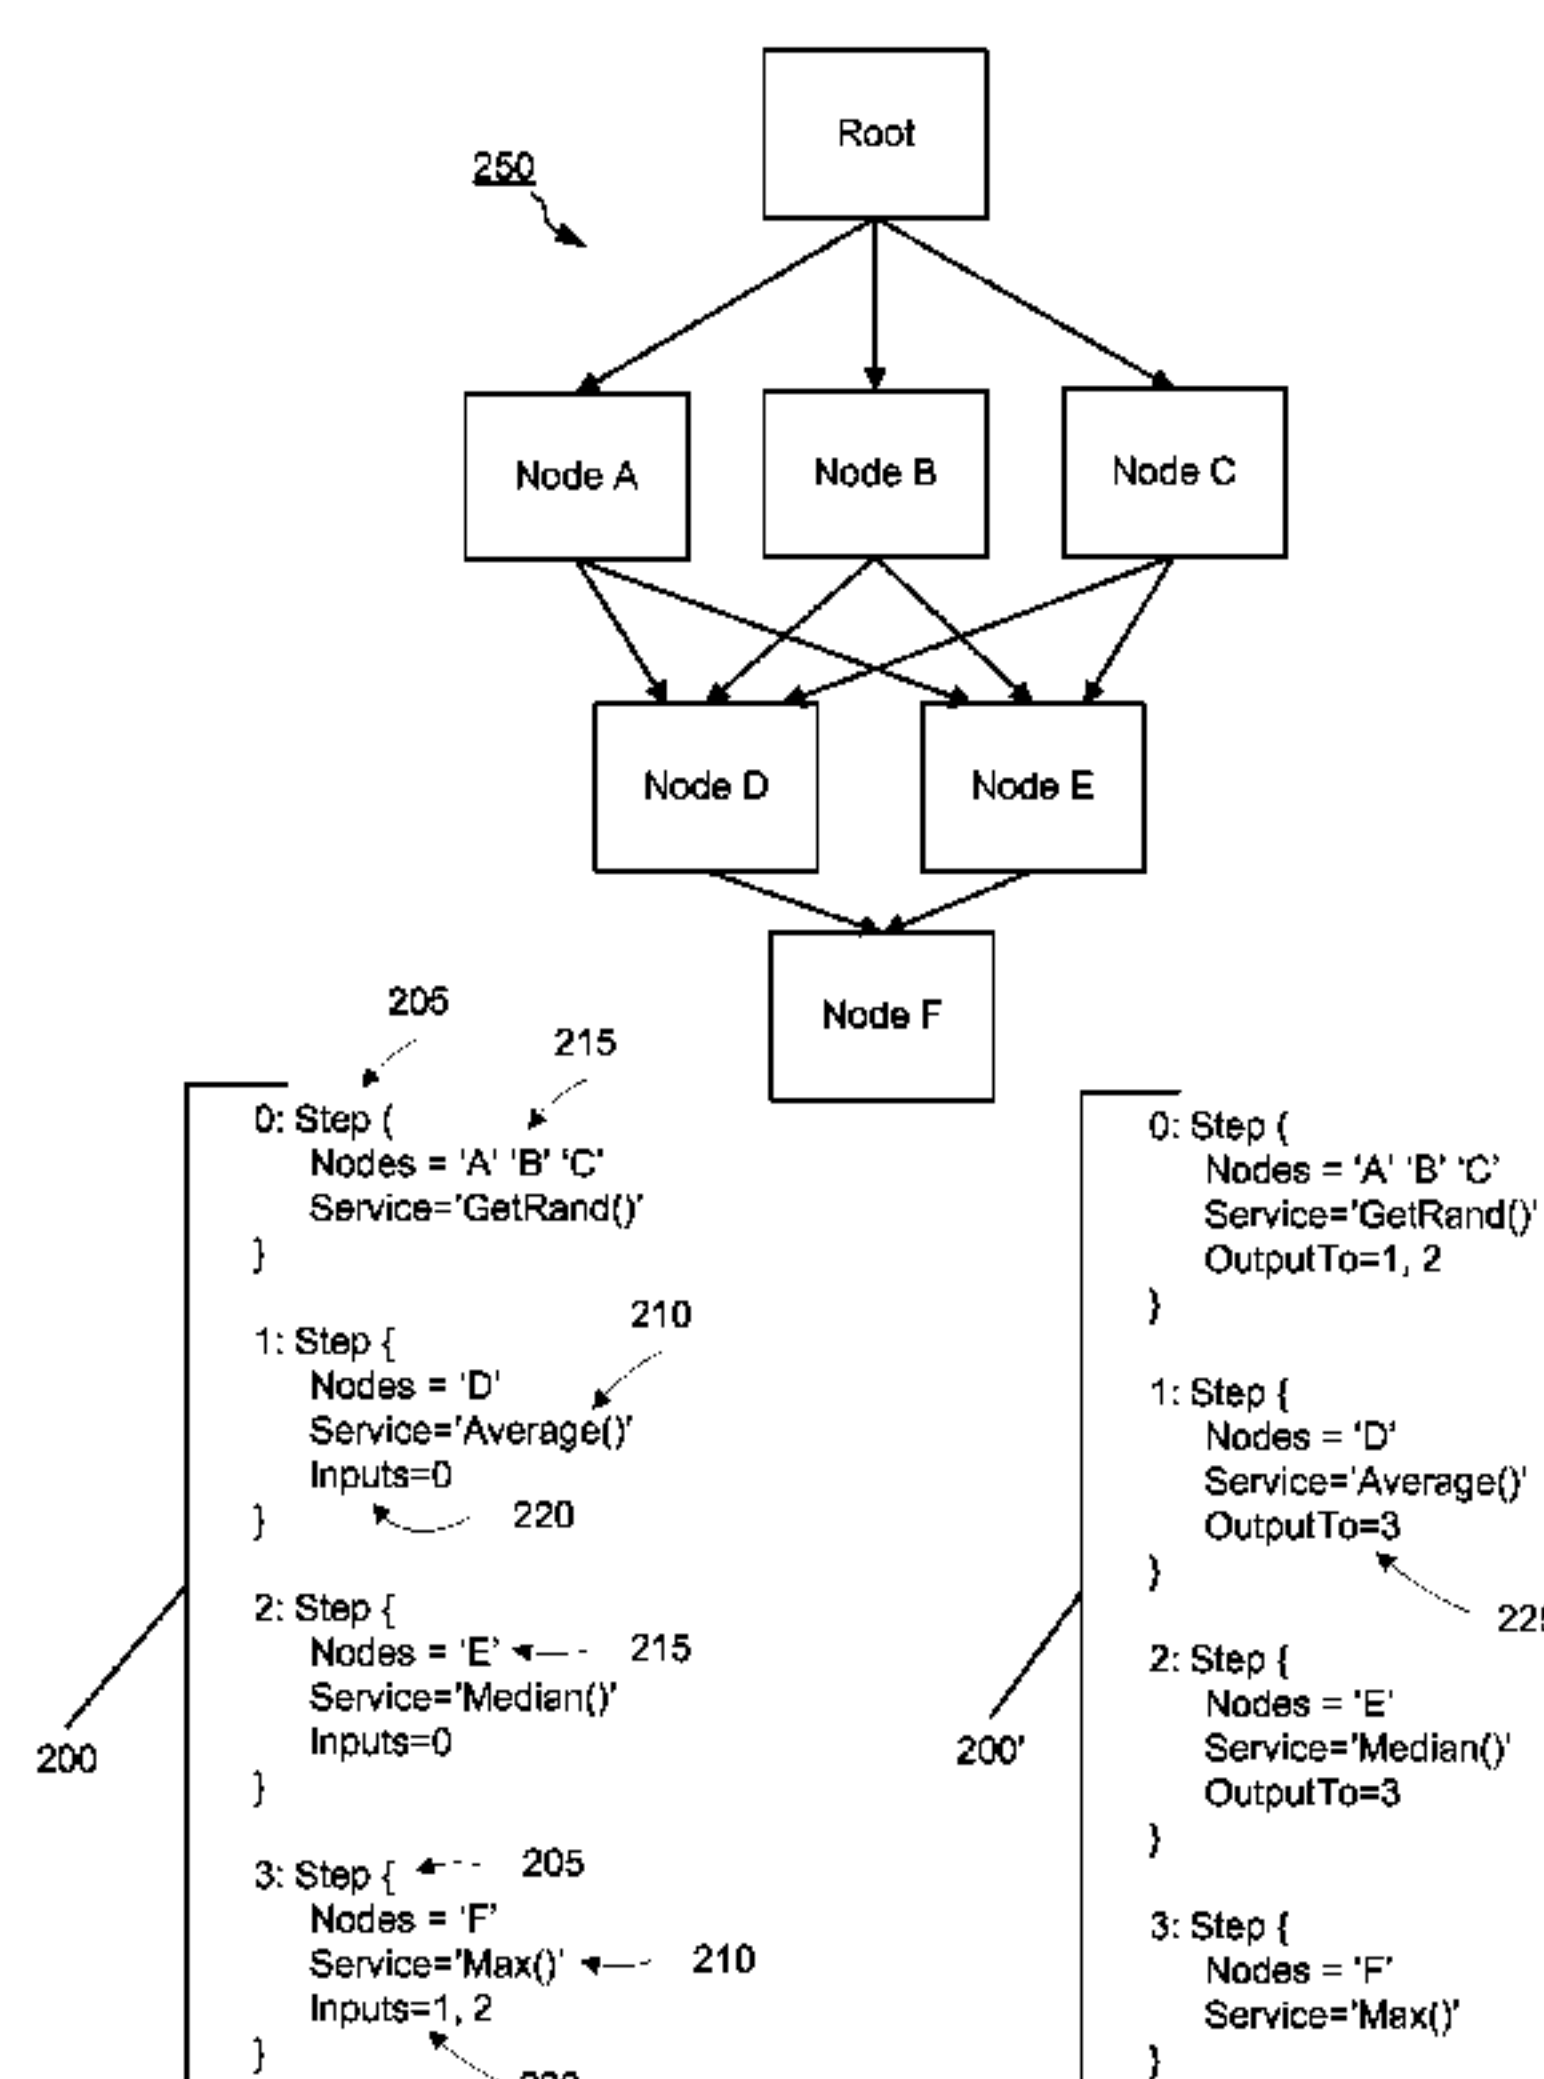 Root
250
Node A
Node B
Node C
Node D
Node E
Node F
205
215
0: Step (
Nodes = 'A' 'B' 'C'
Service='GetRand()'
}
210
1: Step {
Nodes = 'D'
Service='Average()'
Inputs=0
}
220
2: Step {
Nodes = 'E'
215
Service='Median()'
Inputs=0
}
200
3: Step {
205
Nodes = 'F'
Service='Max()'
210
Inputs=1, 2
}
0: Step (
Nodes = 'A' 'B' 'C'
Service='GetRand()'
OutputTo=1, 2
}
1: Step {
Nodes = 'D'
Service='Average()'
OutputTo=3
}
2: Step {
Nodes = 'E'
Service='Median()'
OutputTo=3
}
200'
3: Step {
Nodes = 'F'
Service='Max()'
}